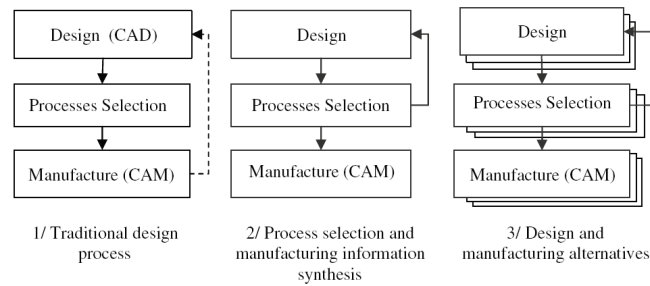 Design (CAD)
Processes Selection
Manufacture (CAM)
1/ Traditional design
process
Design
Processes Selection
Manufacture (CAM)
2/ Process selection and
manufacturing information
synthesis
Design
Processes Selection
Manufacture (CAM)
3/ Design and
manufacturing alternatives